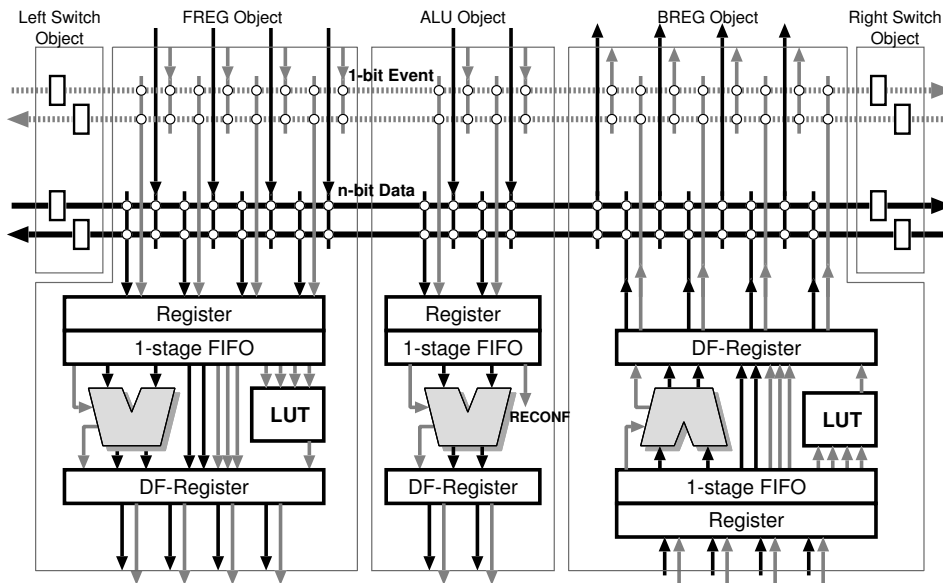 Left Switch
Object
FREG Object
ALU Object
BREG Object
Right Switch
Object
1-bit Event
n-bit Data
Register
1-stage FIFO
LUT
DF-Register
Register
1-stage FIFO
RECONF
DF-Register
DF-Register
LUT
1-stage FIFO
Register